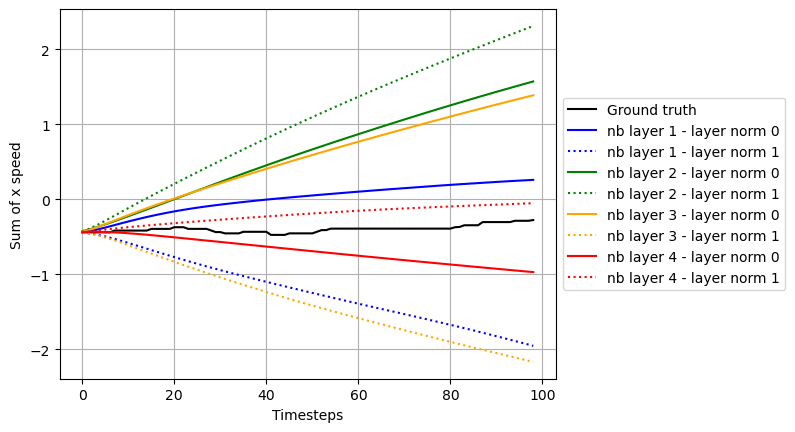 2
1
0
−1
−2
Sum of x speed
0
20
40
60
80
100
Timesteps
Ground truth
nb layer 1 - layer norm 0
nb layer 1 - layer norm 1
nb layer 2 - layer norm 0
nb layer 2 - layer norm 1
nb layer 3 - layer norm 0
nb layer 3 - layer norm 1
nb layer 4 - layer norm 0
nb layer 4 - layer norm 1